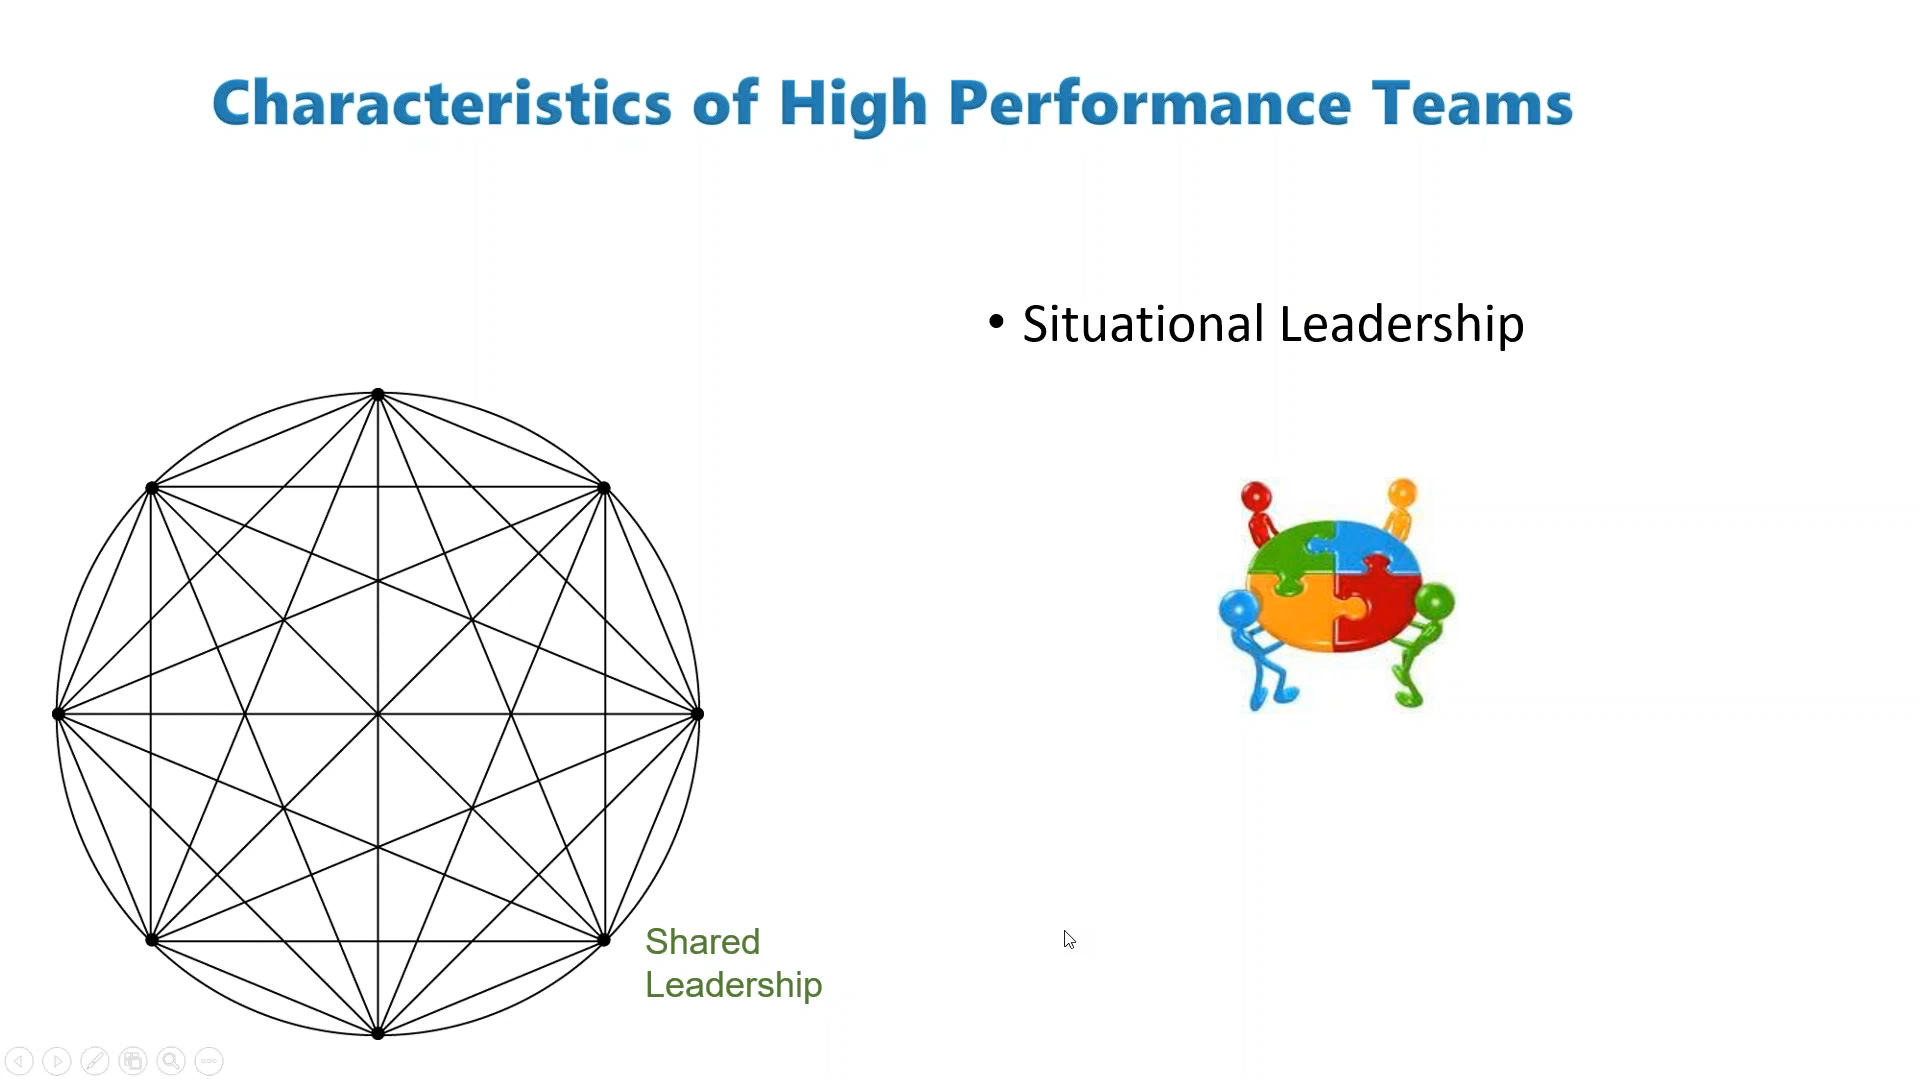 Characteristics of High Performance Teams
• Situational Leadership
Shared
Leadership